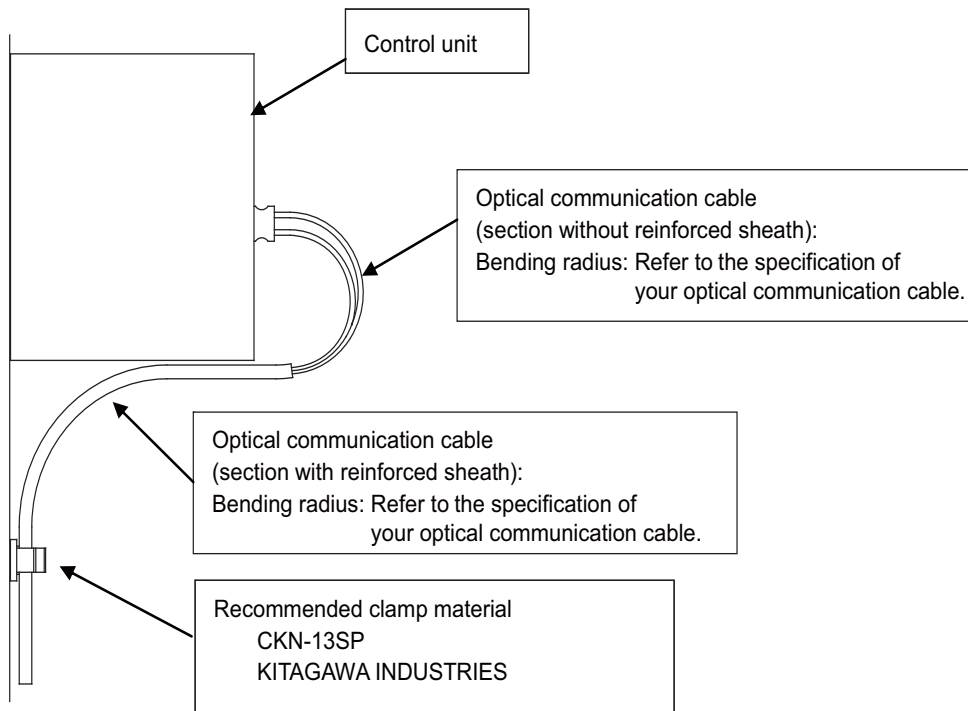 Control unit
Optical communication cable
(section without reinforced sheath):
Bending radius: Refer to the specification of
your optical communication cable.
Optical communication cable
(section with reinforced sheath):
Bending radius: Refer to the specification of
your optical communication cable.
Recommended clamp material
CKN-13SP
KITAGAWA INDUSTRIES